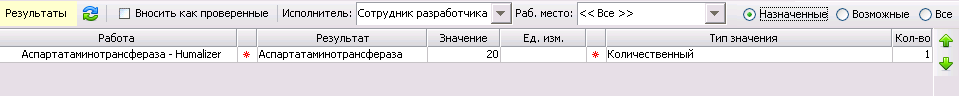 Результаты Вносить как проверенные Исполнитель: Сотрудник разработчика Раб. место: << Все >> Назначенные Возможные Все
Работа * Результат Значение Ед. изм. Тип значения Кол-во
Аспартатаминотрансфераза - Humalizer * Аспартатаминотрансфераза 20 * Количественный 1